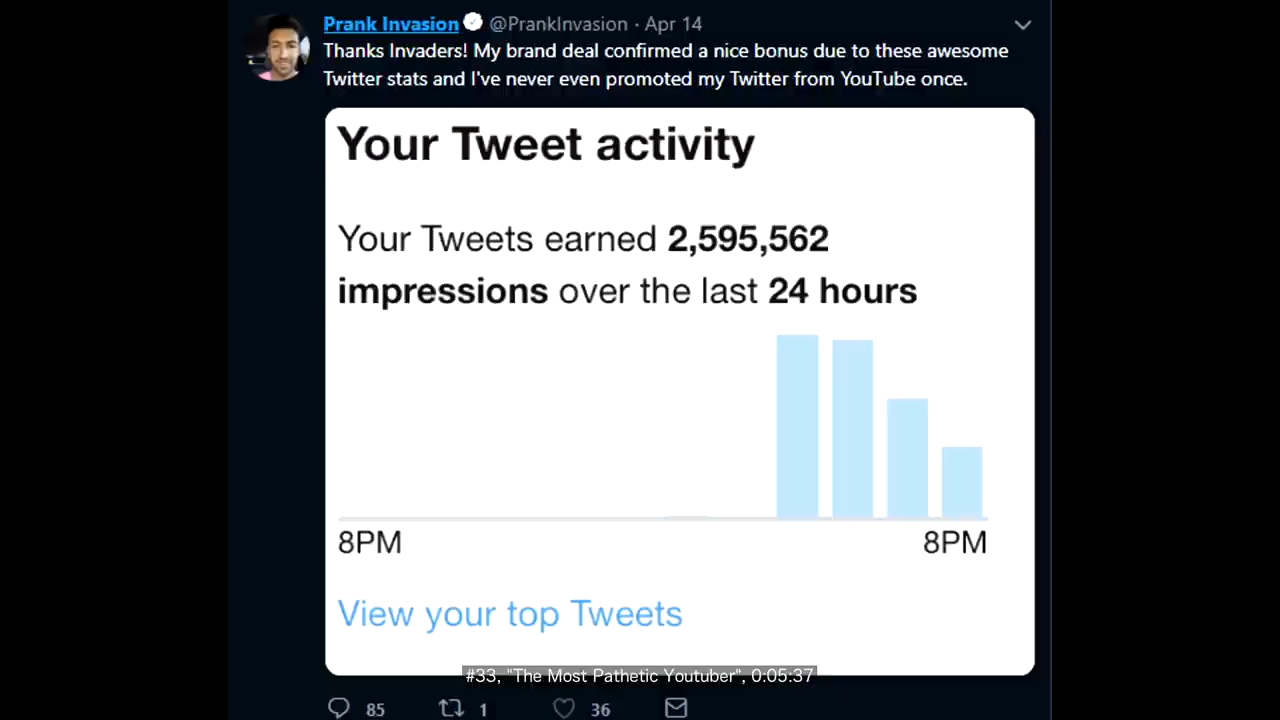 Prank Invasion @PrankInvasion · Apr 14
Thanks Invaders! My brand deal confirmed a nice bonus due to these awesome
Twitter stats and I've never even promoted my Twitter from YouTube once.
Your Tweet activity
Your Tweets earned 2,595,562
impressions over the last 24 hours
8PM 8PM
View your top Tweets
#33, "The Most Pathetic Youtuber", 0:05:37
85 1 36